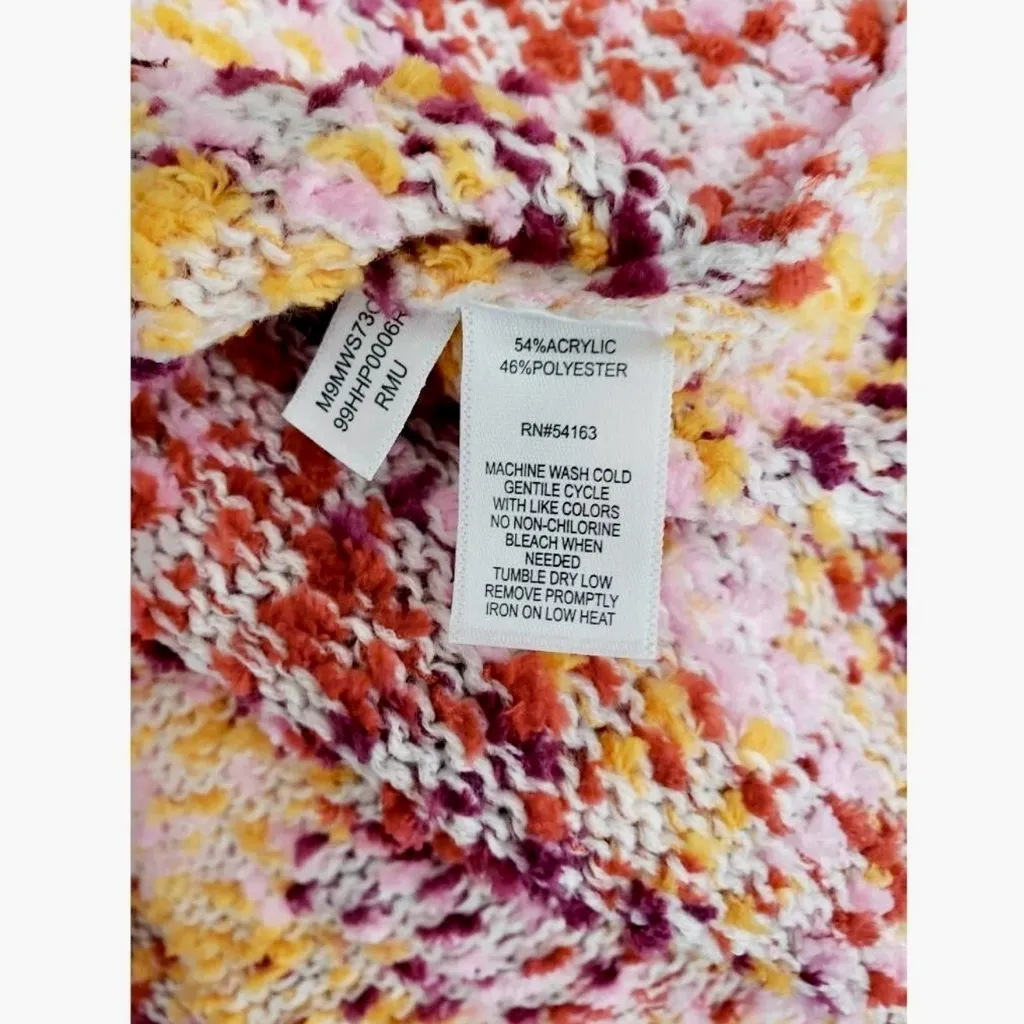 M9MWS73
99HHP0006R
RMU
54%ACRYLIC
46%POLYESTER
RN#54163
MACHINE WASH COLD
GENTILE CYCLE
WITH LIKE COLORS
NO NON-CHILORINE
BLEACH WHEN
NEEDED
TUMBLE DRY LOW
REMOVE PROMPTLY
IRON ON LOW HEAT